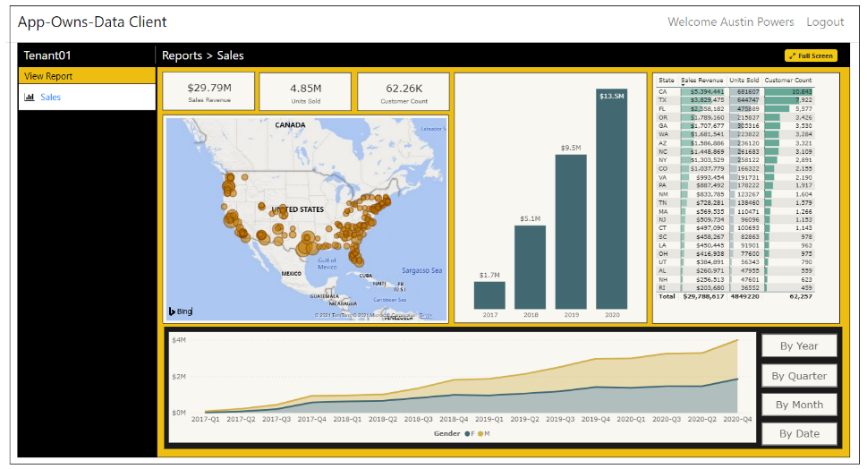 App-Owns-Data Client
Welcome Austin Powers Logout
Tenant01
Reports > Sales
Full Screen
View Report
Sales
$29.79M
Sales Revenue
4.85M
Units Sold
62.26K
Customer Count
CANADA
Labrador S
UNITED STATES
Gulf of
Mexico
MEXICO
CUBA
HAITI
PR
Sargasso Sea
GUATEMALA
NICARAGUA
Caribbean Sea
VENEZUELA
Bing
$1.7M
$5.1M
$9.5M
$13.5M
2017 2018 2019 2020
State Sales Revenue Units Sold Customer Count
CA $5,394,441 681607 10,641
TX $3,829,475 644747 7,922
FL $2,558,182 475889 5,577
OR $1,789,160 215837 3,426
GA $1,707,677 305316 3,530
WA $1,681,541 223822 3,284
AZ $1,586,886 236120 3,321
NC $1,448,869 261683 3,109
NY $1,303,529 258122 2,891
CO $1,037,779 166322 2,155
VA $993,454 191731 2,190
PA $887,492 178222 1,917
NM $833,785 123267 1,604
TN $728,281 138460 1,579
MA $569,535 110471 1,266
NJ $509,734 96096 1,153
CT $497,090 100693 1,143
SC $458,267 82863 978
LA $450,445 91901 963
OH $416,938 77600 975
UT $384,891 56343 790
AL $260,971 47955 559
NH $256,513 47601 623
RI $203,680 36552 459
Total $29,788,617 4849220 62,257
$4M
$2M
$0M
2017-Q1 2017-Q2 2017-Q3 2017-Q4 2018-Q1 2018-Q2 2018-Q3 2018-Q4 2019-Q1 2019-Q2 2019-Q3 2019-Q4 2020-Q1 2020-Q3 2020-Q2 2020-Q4
Gender F M
By Year
By Quarter
By Month
By Date